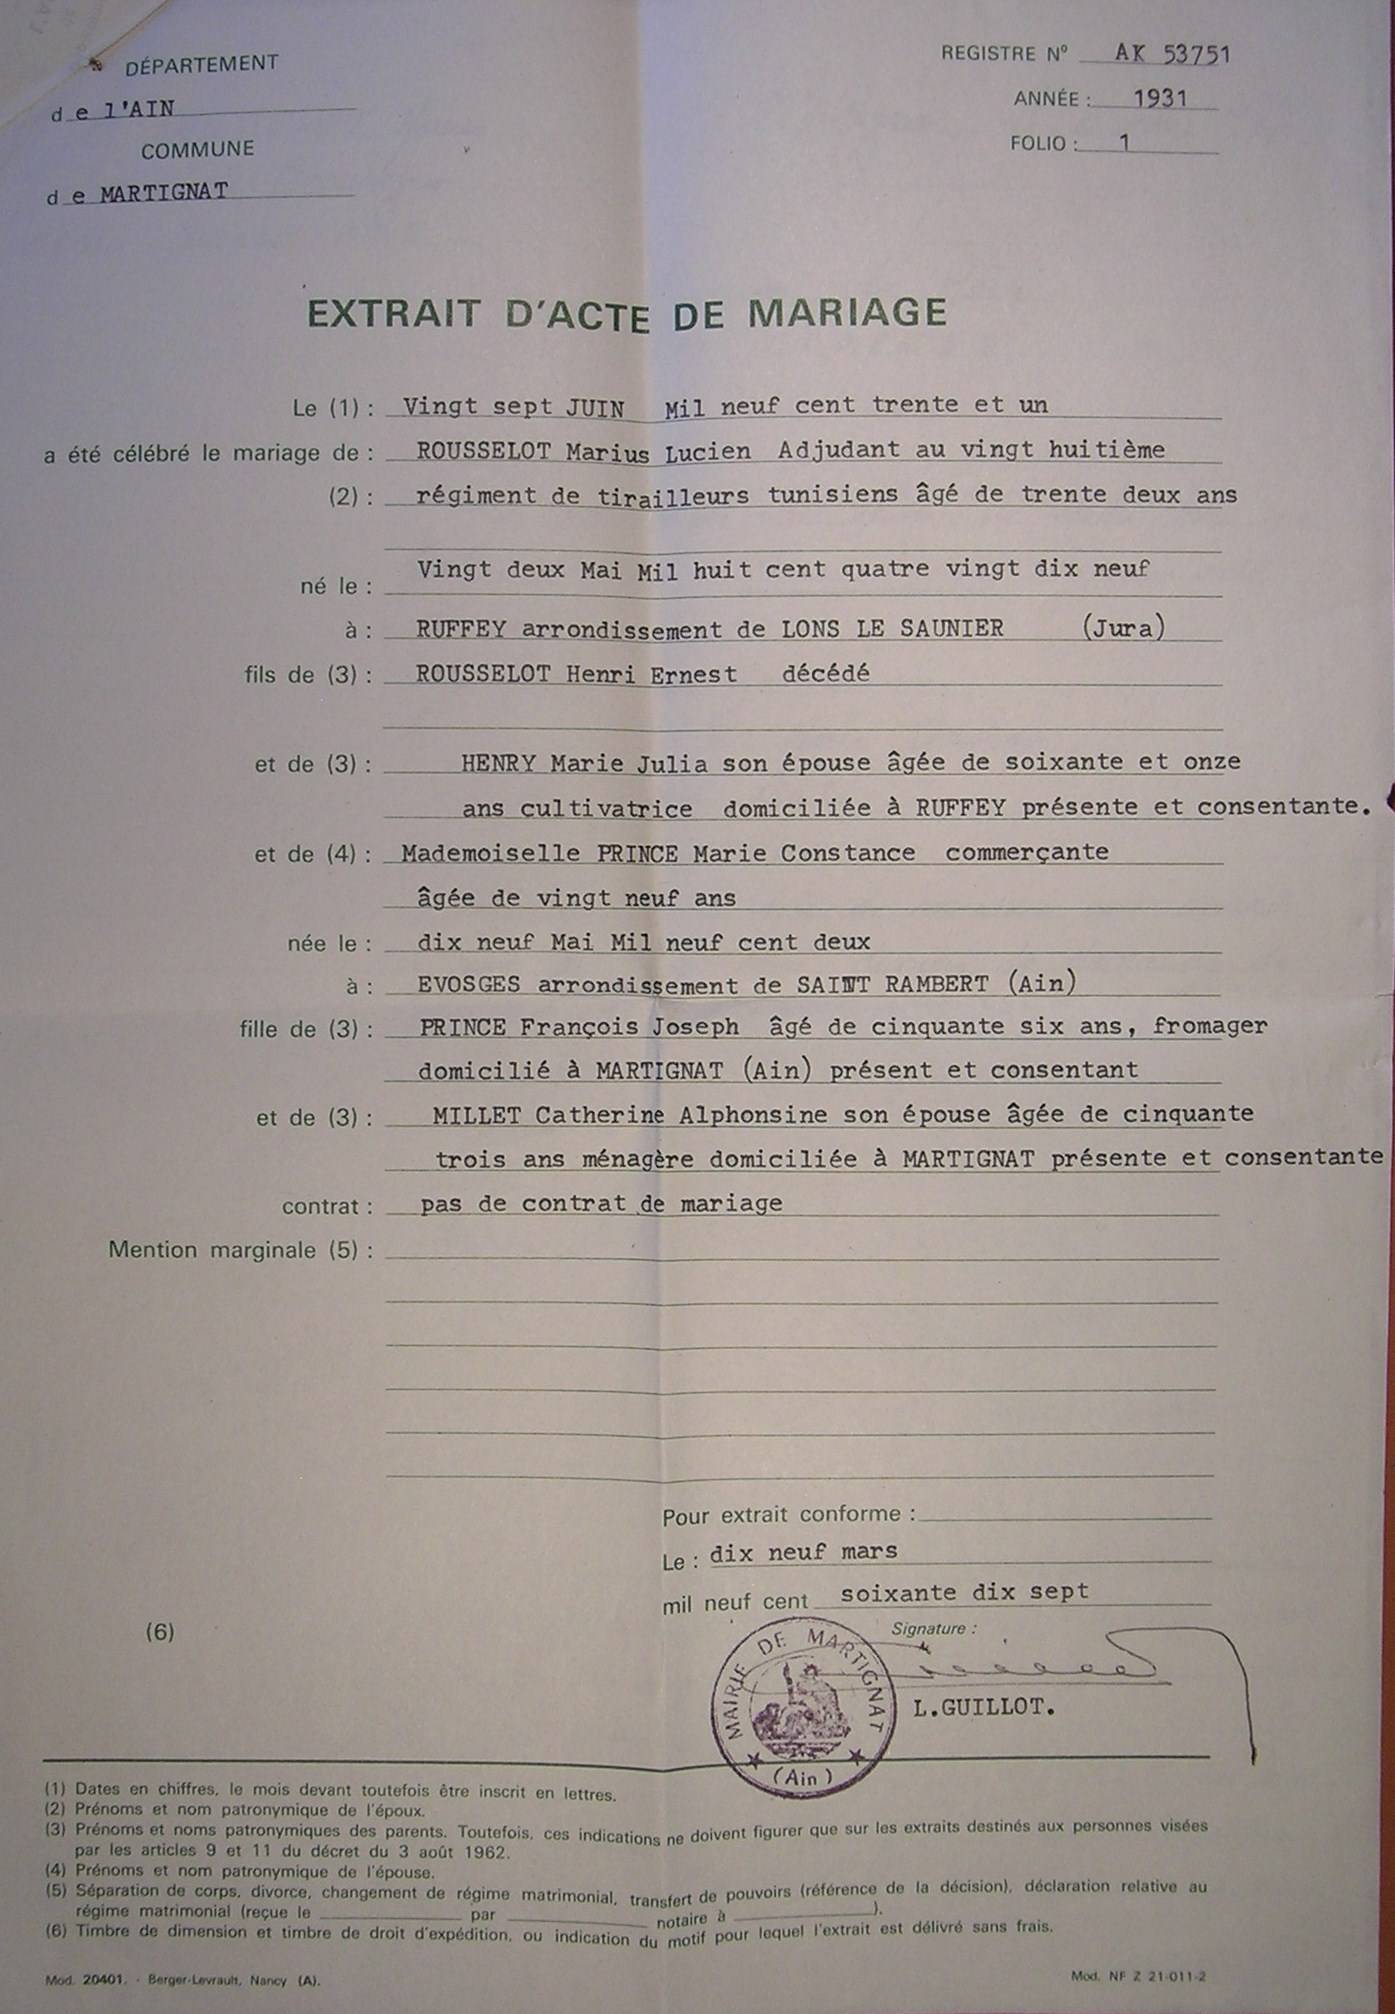 DÉPARTEMENT
de l'AIN
COMMUNE
de MARTIGNAT
REGISTRE N° AK 53751
ANNÉE : 1931
FOLIO : 1
EXTRAIT D'ACTE DE MARIAGE
Le (1) : Vingt sept JUIN Mil neuf cent trente et un
a été célébré le mariage de : ROUSSELOT Marius Lucien Adjudant au vingt huitième
(2) : régiment de tirailleurs tunisiens âgé de trente deux ans
né le : Vingt deux Mai Mil huit cent quatre vingt dix neuf
à : RUFFEY arrondissement de LONS LE SAUNIER (Jura)
fils de (3) : ROUSSELOT Henri Ernest décédé
et de (3) : HENRY Marie Julia son épouse âgée de soixante et onze
ans cultivatrice domiciliée à RUFFEY présente et consentante.
et de (4) : Mademoiselle PRINCE Marie Constance commerçante
âgée de vingt neuf ans
née le : dix neuf Mai Mil neuf cent deux
à : EVOSGES arrondissement de SAINT RAMBERT (Ain)
fille de (3) : PRINCE François Joseph âgé de cinquante six ans, fromager
domicilié à MARTIGNAT (Ain) présent et consentant
et de (3) : MILLET Catherine Alphonsine son épouse âgée de cinquante
trois ans ménagère domiciliée à MARTIGNAT présente et consentante
contrat : pas de contrat de mariage
Mention marginale (5) :
Pour extrait conforme :
Le : dix neuf mars
mil neuf cent soixante dix sept
(6)
Signature :
MAIRIE DE MARTIGNAT
(Ain)
L.GUILLOT.
(1) Dates en chiffres, le mois devant toutefois être inscrit en lettres.
(2) Prénoms et nom patronymique de l'époux.
(3) Prénoms et noms patronymiques des parents. Toutefois, ces indications ne doivent figurer que sur les extraits destinés aux personnes visées
par les articles 9 et 11 du décret du 3 août 1962.
(4) Prénoms et nom patronymique de l'épouse.
(5) Séparation de corps, divorce, changement de régime matrimonial, transfert de pouvoirs (référence de la décision), déclaration relative au
régime matrimonial (reçue le par notaire à ).
(6) Timbre de dimension et timbre de droit d'expédition, ou indication du motif pour lequel l'extrait est délivré sans frais.
Mod. 20401. - Berger-Levrault, Nancy (A).
Mod. NF Z 21-011-2